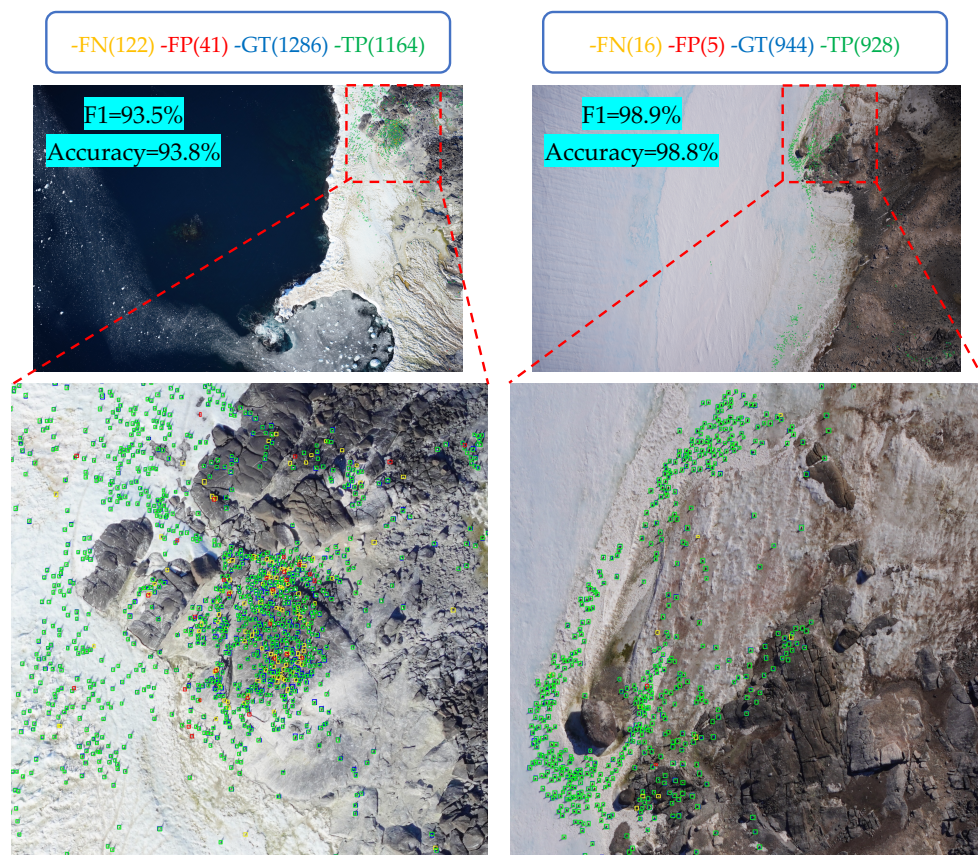 -FN(122) -FP(41) -GT(1286) -TP(1164)
F1=93.5%
Accuracy=93.8%
-FN(16) -FP(5) -GT(944) -TP(928)
F1=98.9%
Accuracy=98.8%